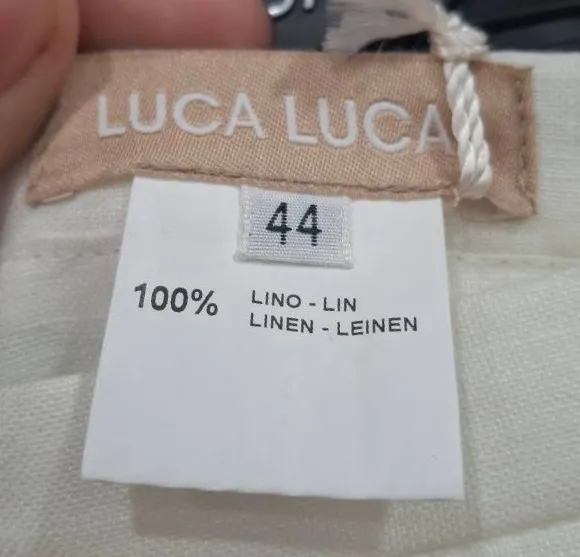 LUCA LUCA
44
100% LINO - LIN
LINEN - LEINEN